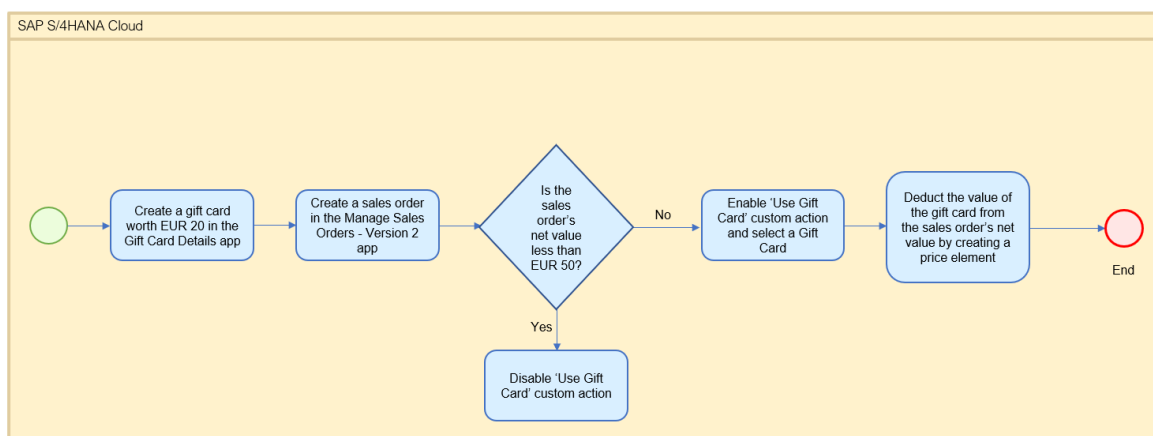 SAP S/4HANA Cloud
Create a gift card
worth EUR 20 in the
Gift Card Details app
Create a sales order
in the Manage Sales
Orders - Version 2
app
Is the
sales
order’s
net value
less than
EUR 50?
No
Enable ‘Use Gift
Card’ custom action
and select a Gift
Card
Deduct the value of
the gift card from
the sales order’s net
value by creating a
price element
End
Yes
Disable ‘Use Gift
Card’ custom action